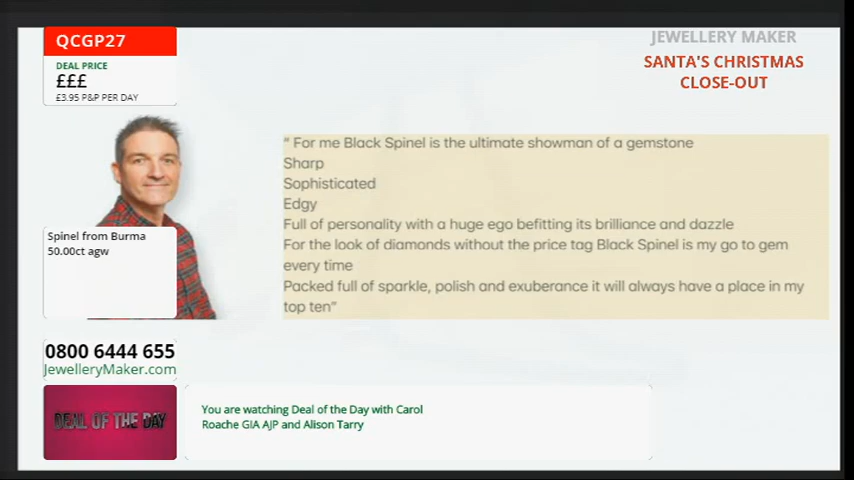 QCGP27
DEAL PRICE
£££
£3.95 P&P PER DAY
JEWELLERY MAKER
SANTA'S CHRISTMAS
CLOSE-OUT
" For me Black Spinel is the ultimate showman of a gemstone
Sharp
Sophisticated
Edgy
Full of personality with a huge ego befitting its brilliance and dazzle
For the look of diamonds without the price tag Black Spinel is my go to gem
every time
Packed full of sparkle, polish and exuberance it will always have a place in my
top ten"
Spinel from Burma
50.00ct agw
0800 6444 655
JewelleryMaker.com
DEAL OF THE DAY
You are watching Deal of the Day with Carol
Roache GIA AJP and Alison Tarry